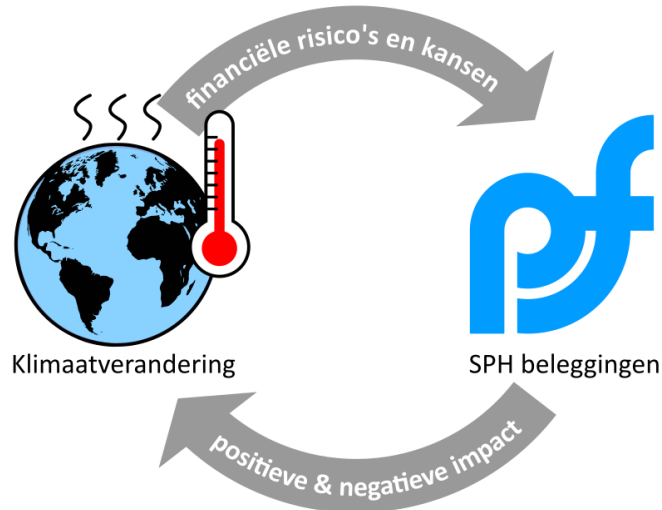 financiële risico's en kansen
Klimaatverandering
SPH beleggingen
positieve & negatieve impact